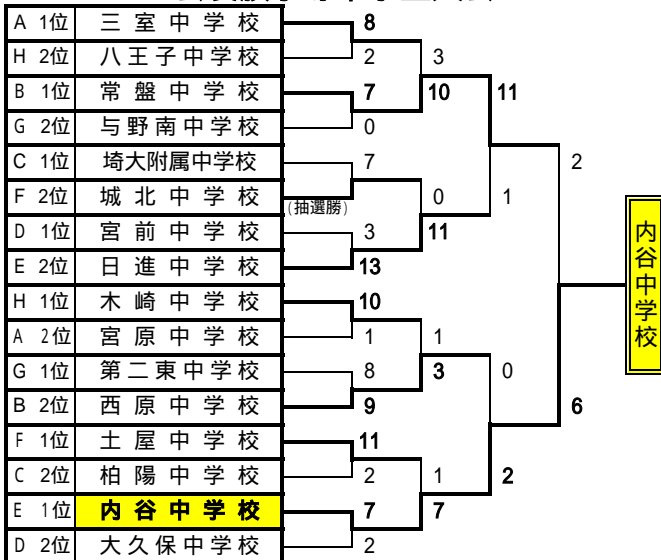 A 1位 三室中学校 8
H 2位 八王子中学校 2 3
B 1位 常盤中学校 7 10 11
G 2位 与野南中学校 0
C 1位 埼大附属中学校 7 2
F 2位 城北中学校 (抽選勝) 0 1
D 1位 宮前中学校 3 11
E 2位 日進中学校 13
内谷中学校
H 1位 木崎中学校 10
A 2位 宮原中学校 1 1
G 1位 第二東中学校 8 3 0
B 2位 西原中学校 9 6
F 1位 土屋中学校 11
C 2位 柏陽中学校 2 1 2
E 1位 内谷中学校 7 7
D 2位 大久保中学校 2